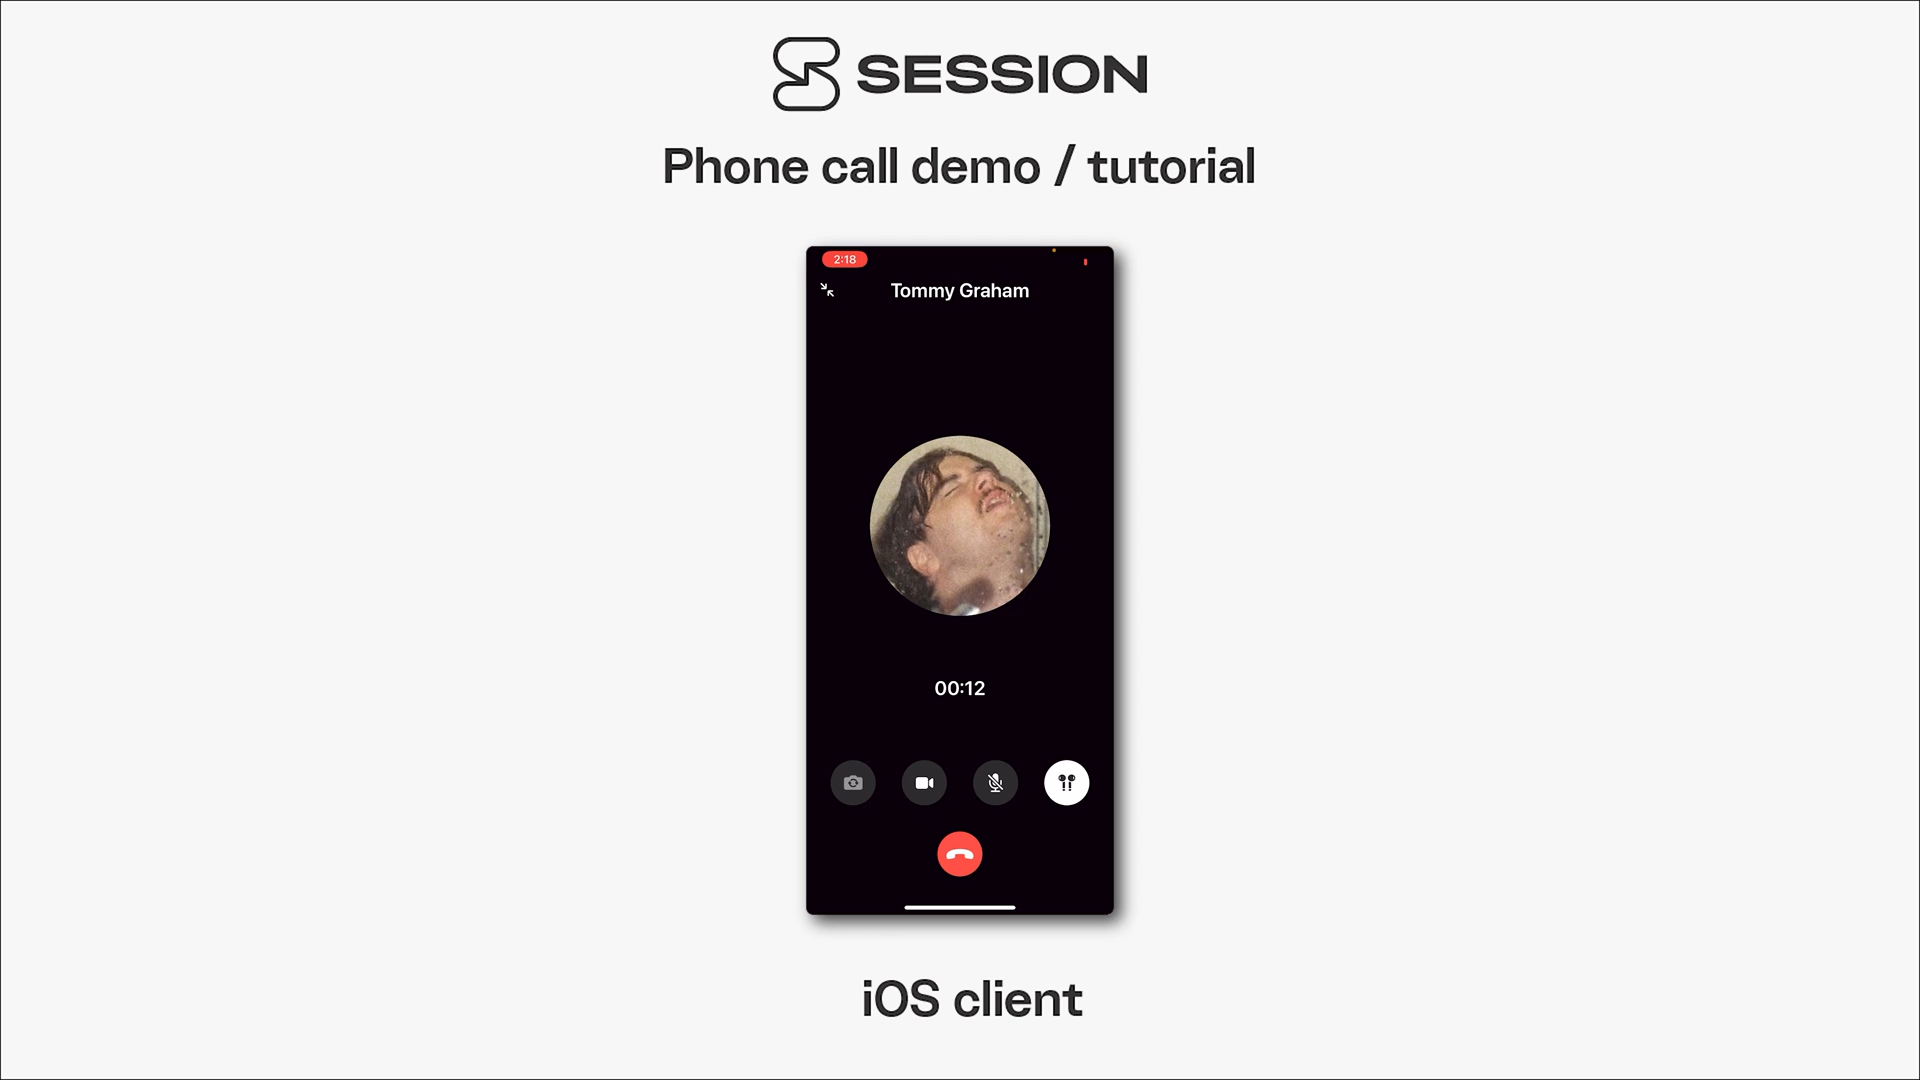 SESSION
Phone call demo / tutorial
2:18
Tommy Graham
00:12
iOS client